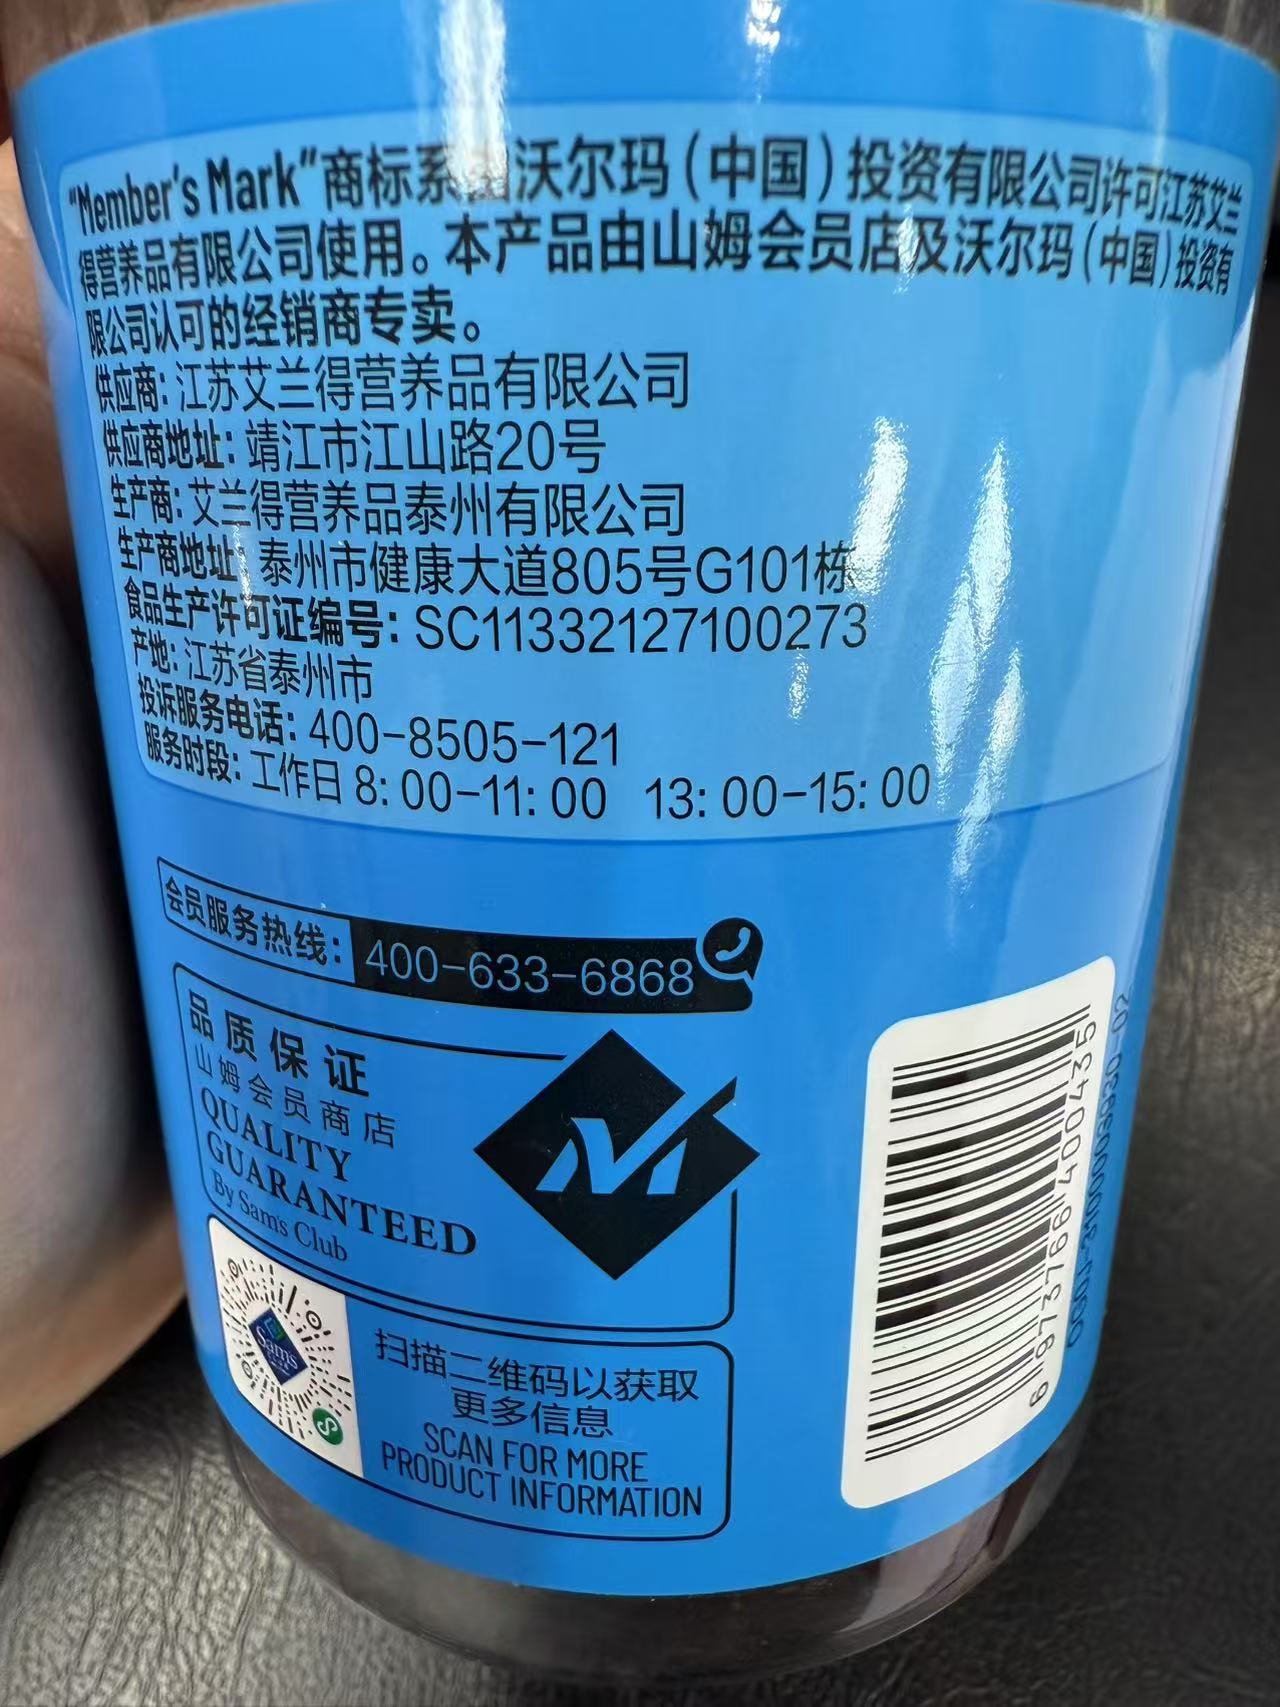 "Member's Mark"商标系由沃尔玛（中国）投资有限公司许可江苏艾兰
得营养品有限公司使用。本产品由山姆会员店及沃尔玛（中国）投资有
限公司认可的经销商专卖。
供应商: 江苏艾兰得营养品有限公司
供应商地址: 靖江市江山路20号
生产商: 艾兰得营养品泰州有限公司
生产商地址: 泰州市健康大道805号G101栋
食品生产许可证编号: SC11332127100273
产地: 江苏省泰州市
投诉服务电话: 400-8505-121
服务时段: 工作日 8: 00-11: 00 13: 00-15: 00
会员服务热线: 400-633-6868
品质保证
山姆会员商店
QUALITY
GUARANTEED
By Sam's Club
Sam's
扫描二维码以获取
更多信息
SCAN FOR MORE
PRODUCT INFORMATION
6 973766 400435